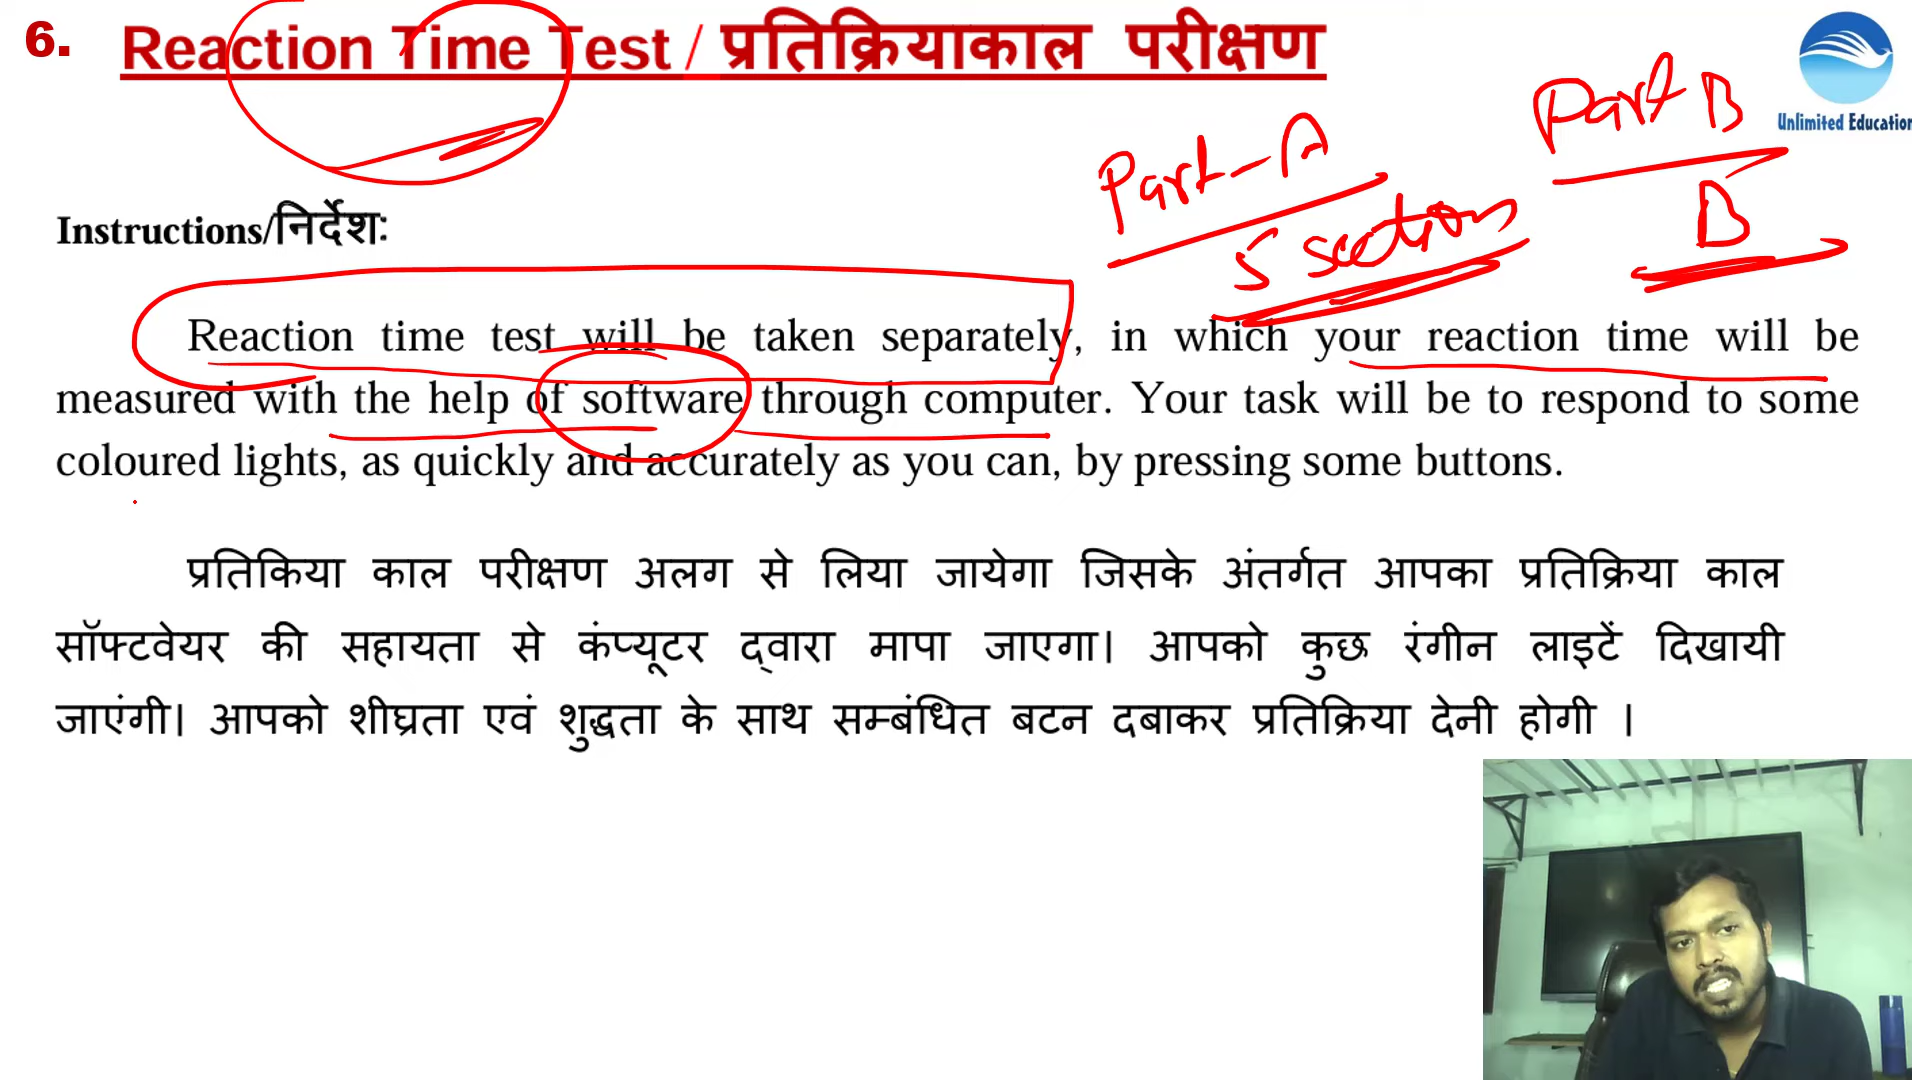 6. Reaction Time Test / प्रतिक्रियाकाल परीक्षण
Unlimited Education
Part-A
5 section
Part B
B
Instructions/निर्देशः
Reaction time test will be taken separately, in which your reaction time will be
measured with the help of software through computer. Your task will be to respond to some
coloured lights, as quickly and accurately as you can, by pressing some buttons.
प्रतिकिया काल परीक्षण अलग से लिया जायेगा जिसके अंतर्गत आपका प्रतिक्रिया काल
सॉफ्टवेयर की सहायता से कंप्यूटर द्वारा मापा जाएगा। आपको कुछ रंगीन लाइटें दिखायी
जाएंगी। आपको शीघ्रता एवं शुद्धता के साथ सम्बंधित बटन दबाकर प्रतिक्रिया देनी होगी ।